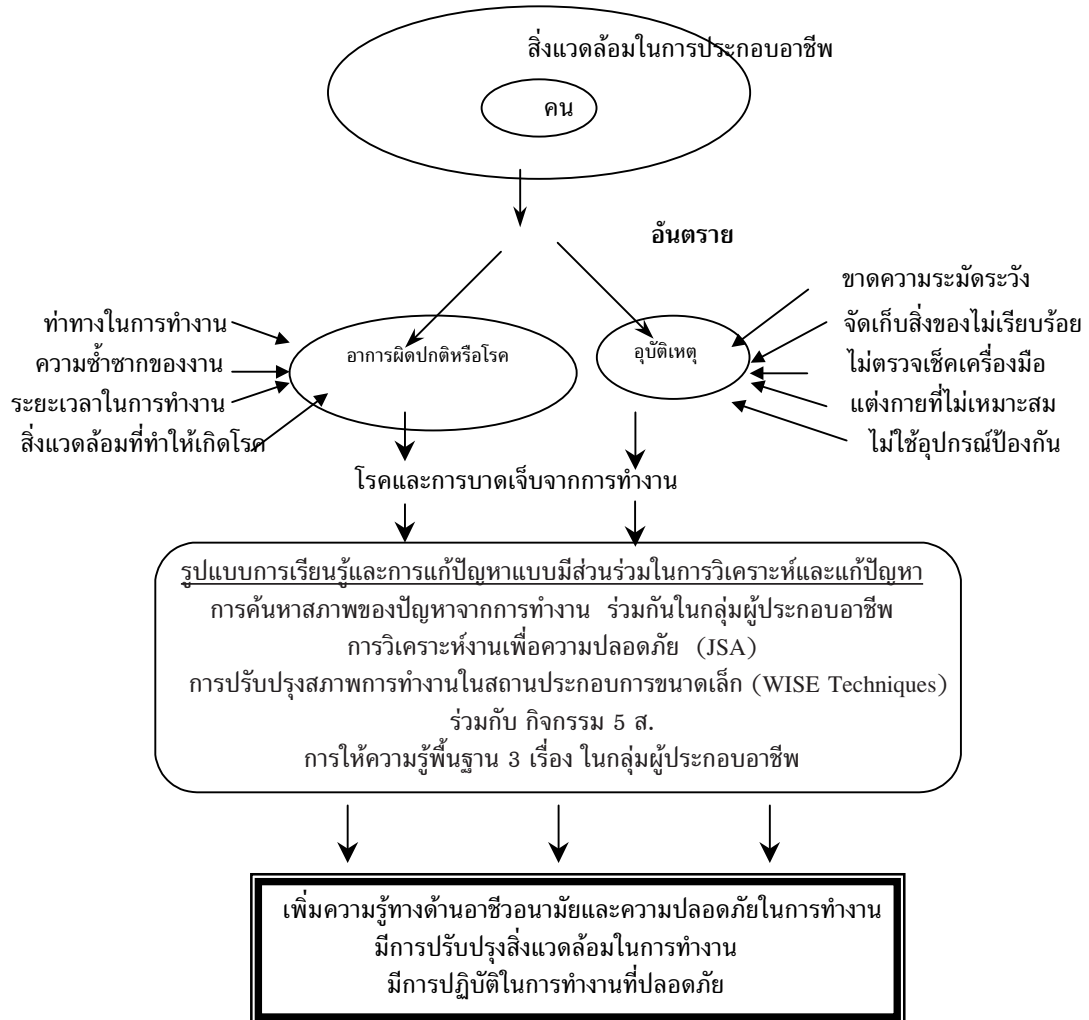 สิ่งแวดล้อมในการประกอบอาชีพ
คน
อันตราย
ท่าทางในการทำงาน
ความซ้ำซากของงาน
ระยะเวลาในการทำงาน
สิ่งแวดล้อมที่ทำให้เกิดโรค
อาการผิดปกติหรือโรค
อุบัติเหตุ
ขาดความระมัดระวัง
จัดเก็บสิ่งของไม่เรียบร้อย
ไม่ตรวจเช็คเครื่องมือ
แต่งกายที่ไม่เหมาะสม
ไม่ใช้อุปกรณ์ป้องกัน
โรคและการบาดเจ็บจากการทำงาน
รูปแบบการเรียนรู้และการแก้ปัญหาแบบมีส่วนร่วมในการวิเคราะห์และแก้ปัญหา
การค้นหาสภาพของปัญหาจากการทำงาน ร่วมกันในกลุ่มผู้ประกอบอาชีพ
การวิเคราะห์งานเพื่อความปลอดภัย (JSA)
การปรับปรุงสภาพการทำงานในสถานประกอบการขนาดเล็ก (WISE Techniques)
ร่วมกับ กิจกรรม 5 ส.
การให้ความรู้พื้นฐาน 3 เรื่อง ในกลุ่มผู้ประกอบอาชีพ
เพิ่มความรู้ทางด้านอาชีวอนามัยและความปลอดภัยในการทำงาน
มีการปรับปรุงสิ่งแวดล้อมในการทำงาน
มีการปฏิบัติในการทำงานที่ปลอดภัย